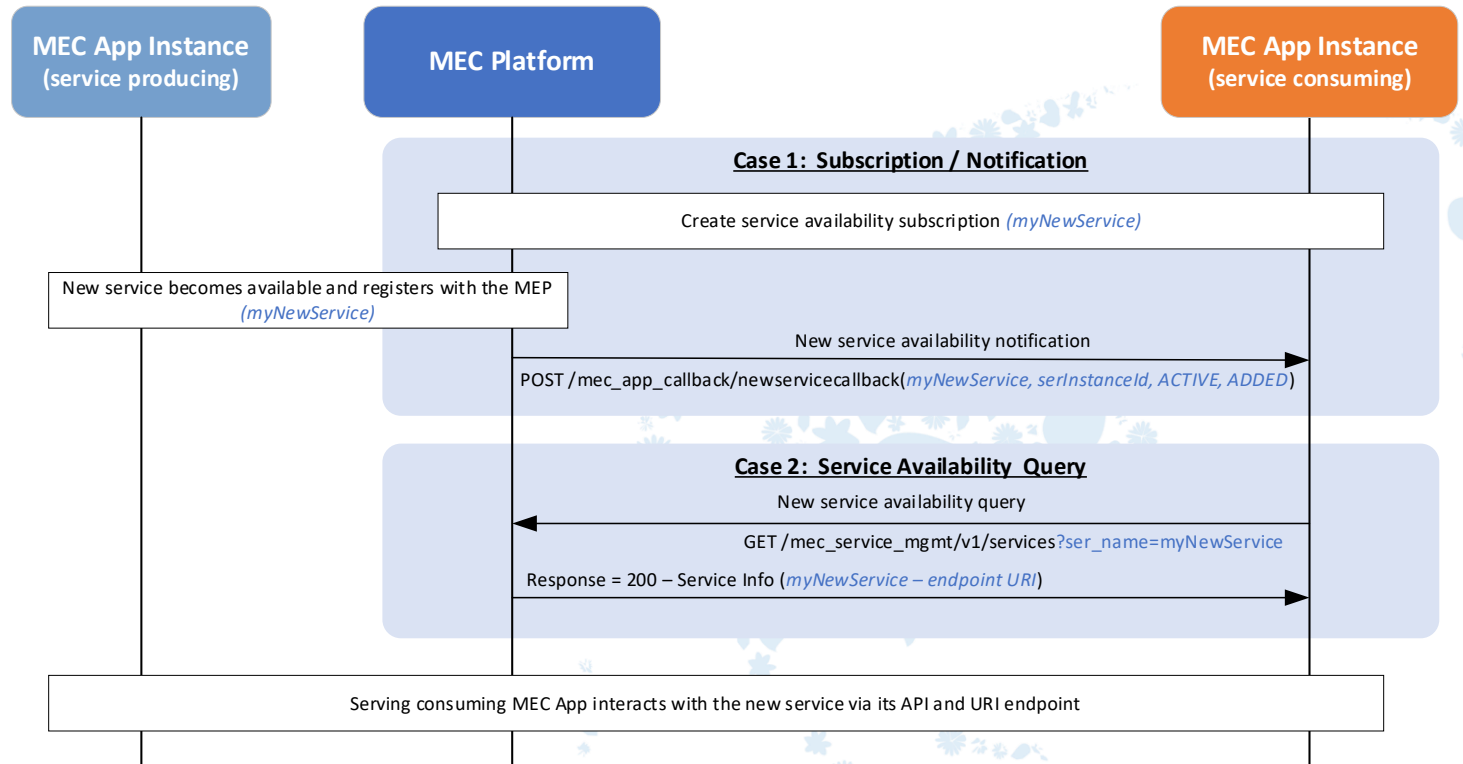 MEC App Instance
(service producing)
MEC Platform
MEC App Instance
(service consuming)
Case 1: Subscription / Notification
Create service availability subscription (myNewService)
New service becomes available and registers with the MEP
(myNewService)
New service availability notification
POST /mec_app_callback/newservicecallback(myNewService, serInstanceId, ACTIVE, ADDED)
Case 2: Service Availability Query
New service availability query
GET /mec_service_mgmt/v1/services?ser_name=myNewService
Response = 200 – Service Info (myNewService – endpoint URI)
Serving consuming MEC App interacts with the new service via its API and URI endpoint